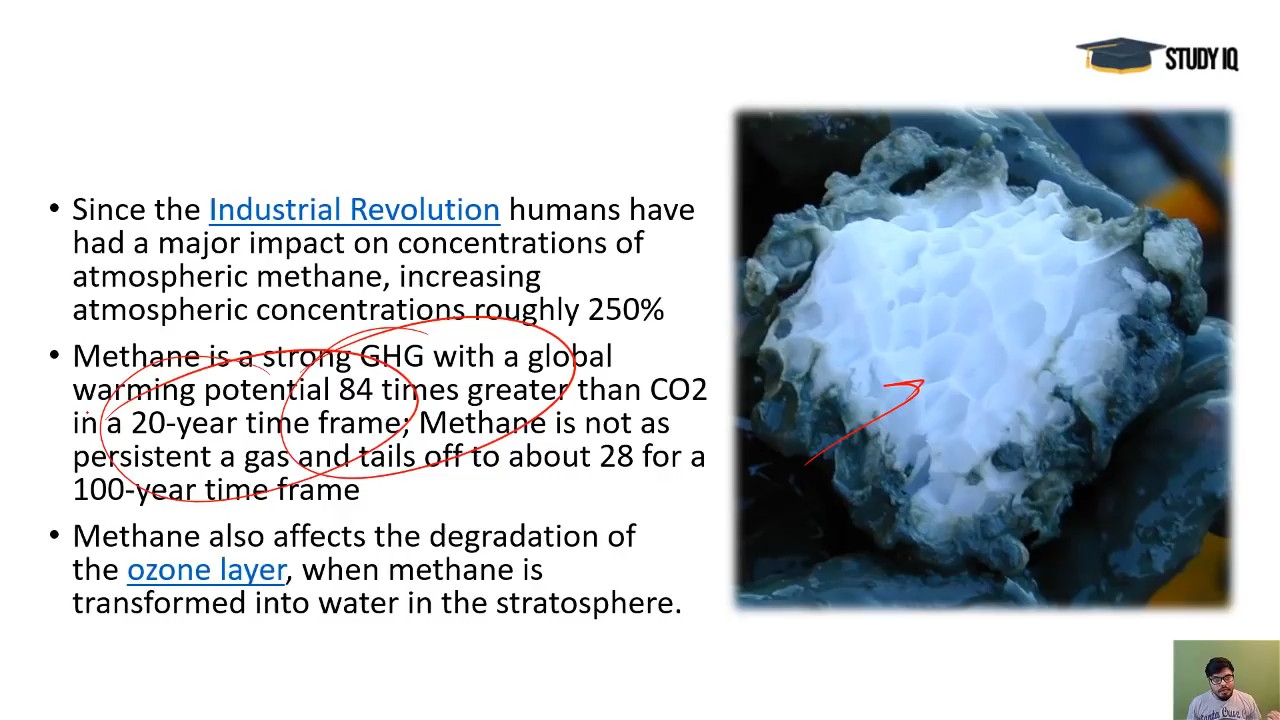 STUDY IQ
• Since the Industrial Revolution humans have
had a major impact on concentrations of
atmospheric methane, increasing
atmospheric concentrations roughly 250%
• Methane is a strong GHG with a global
warming potential 84 times greater than CO2
in a 20-year time frame; Methane is not as
persistent a gas and tails off to about 28 for a
100-year time frame
• Methane also affects the degradation of
the ozone layer, when methane is
transformed into water in the stratosphere.